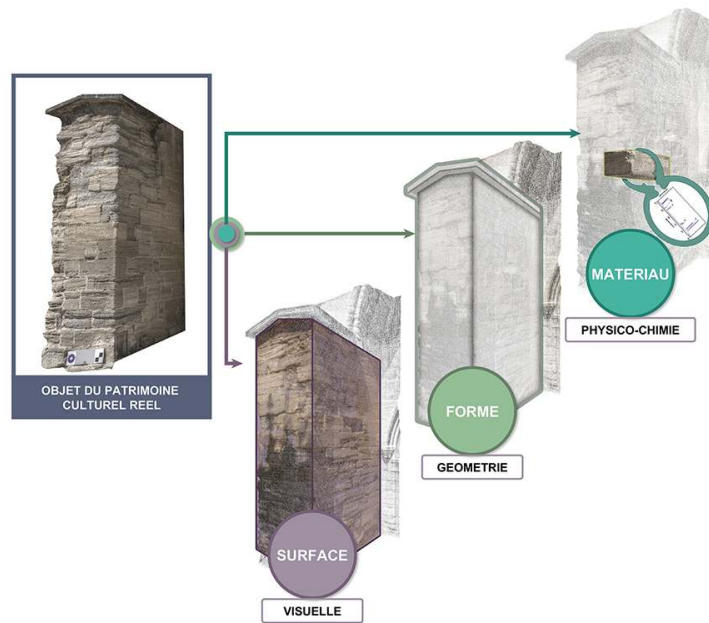 MATERIAU
PHYSICO-CHIMIE
FORME
GEOMETRIE
OBJET DU PATRIMOINE
CULTUREL REEL
SURFACE
VISUELLE